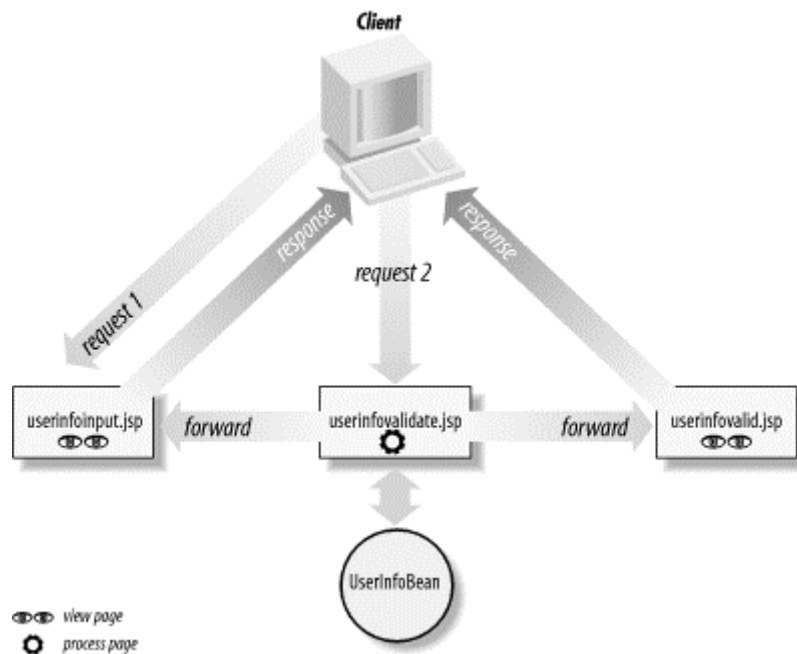 Client
request 1
response
request 2
response
userinfoinput.jsp
forward
userinfovalidate.jsp
forward
userinfovalid.jsp
UserInfoBean
view page
process page